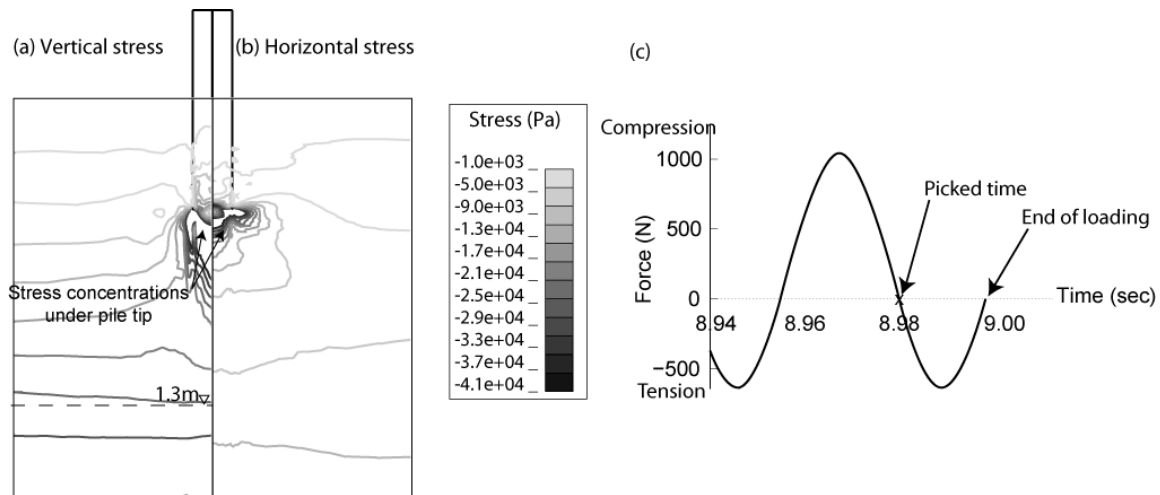 (a) Vertical stress
(b) Horizontal stress
Stress concentrations
under pile tip
1.3m
Stress (Pa)
-1.0e+03
-5.0e+03
-9.0e+03
-1.3e+04
-1.7e+04
-2.1e+04
-2.5e+04
-2.9e+04
-3.3e+04
-3.7e+04
-4.1e+04
(c)
Compression
1000
500
0
−500
Tension
Force (N)
Picked time
End of loading
Time (sec)
8.94
8.96
8.98
9.00